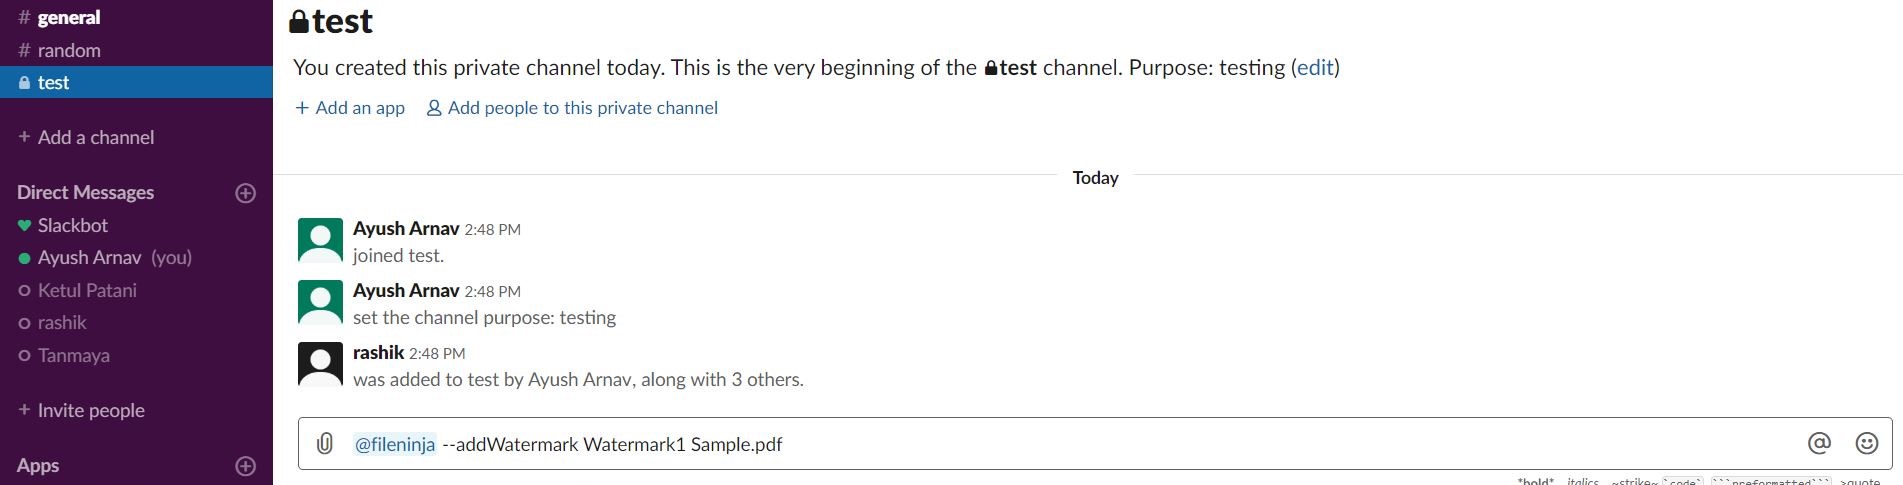 # general
# random
test
+ Add a channel
Direct Messages
Slackbot
Ayush Arnav (you)
Ketul Patani
rashik
Tanmaya
+ Invite people
Apps
test
You created this private channel today. This is the very beginning of the test channel. Purpose: testing (edit)
+ Add an app Add people to this private channel
Today
Ayush Arnav 2:48 PM
joined test.
Ayush Arnav 2:48 PM
set the channel purpose: testing
rashik 2:48 PM
was added to test by Ayush Arnav, along with 3 others.
@fileninja --addWatermark Watermark1 Sample.pdf
@
*bold* _italics_ ~strike~ `code` ```preformatted``` >quote